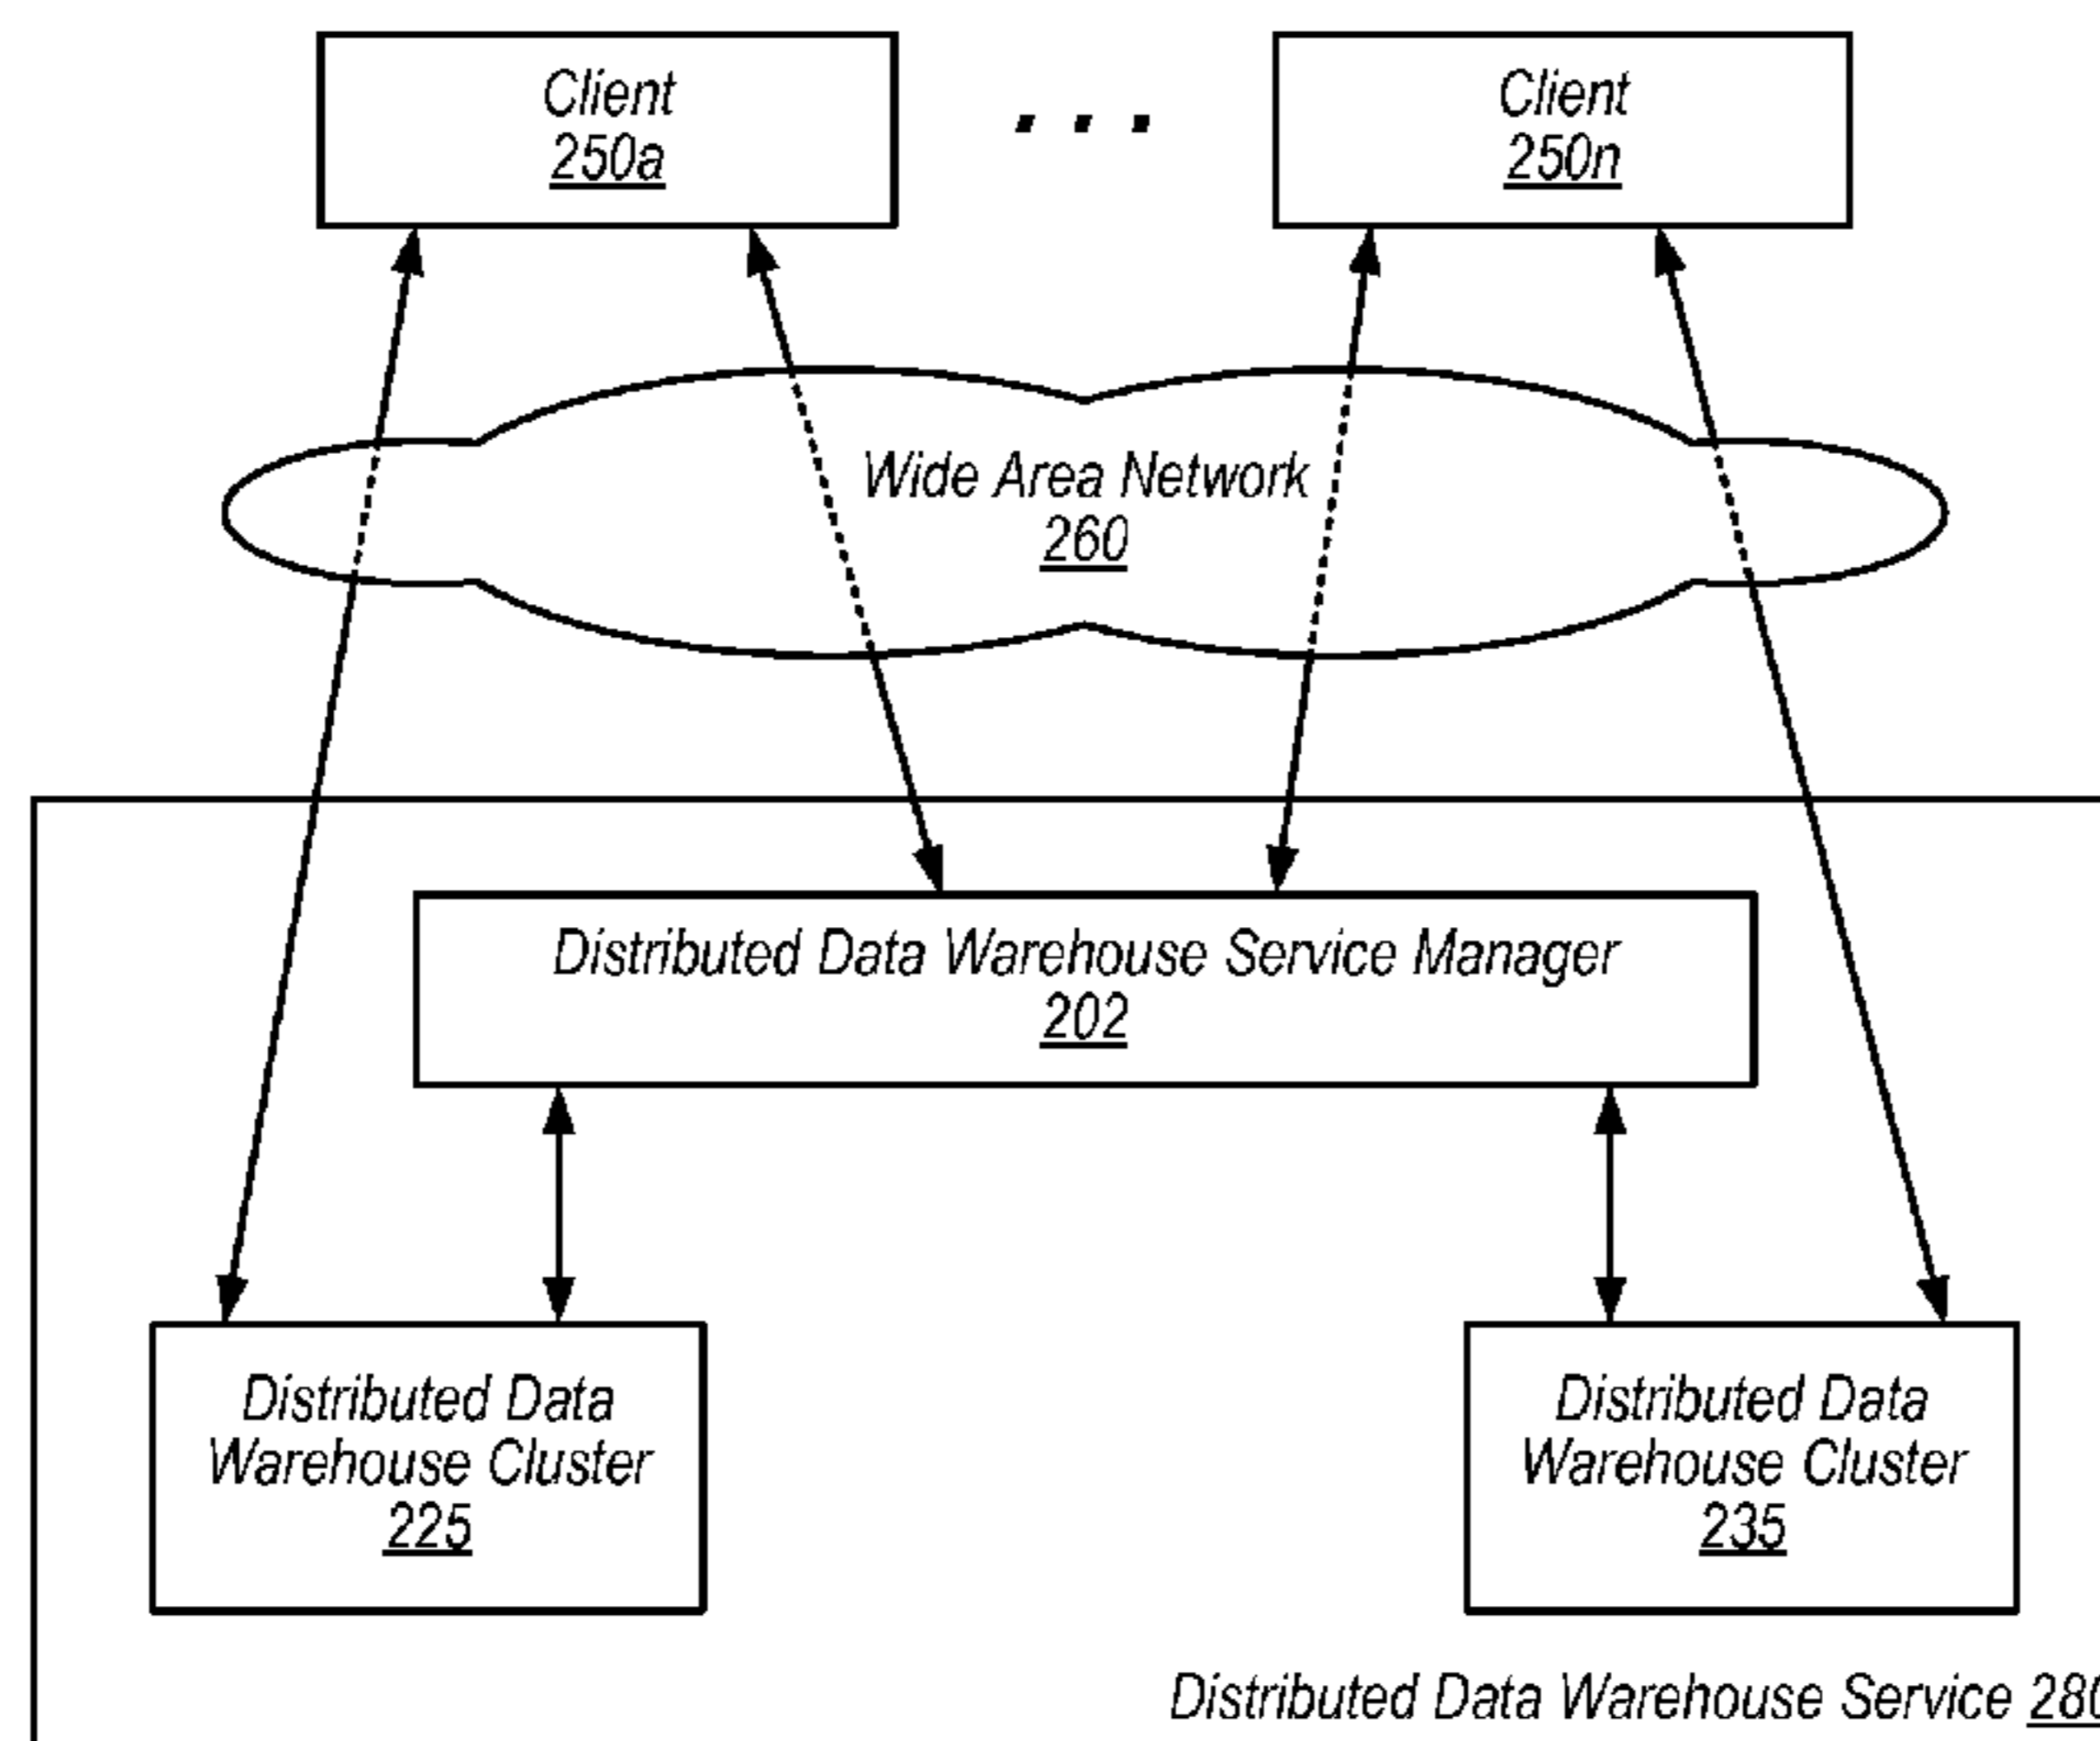 Client
250a
. . .
Client
250n
Wide Area Network
260
Distributed Data Warehouse Service Manager
202
Distributed Data
Warehouse Cluster
225
Distributed Data
Warehouse Cluster
235
Distributed Data Warehouse Service 280